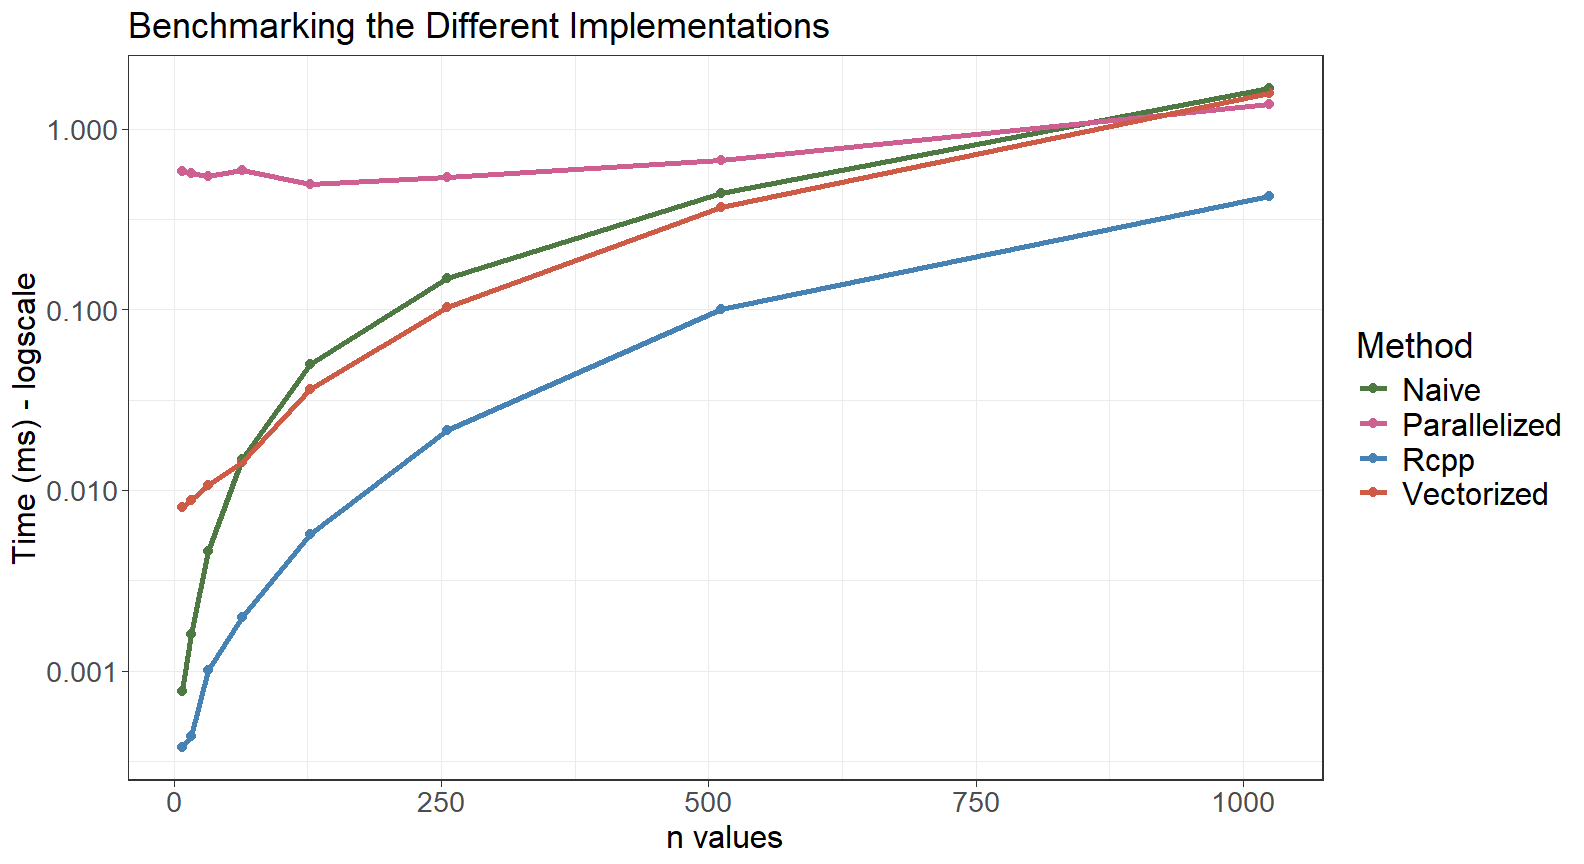 Benchmarking the Different Implementations
Time (ms) - logscale
1.000
0.100
0.010
0.001
0
250
500
750
1000
n values
Method
Naive
Parallelized
Rcpp
Vectorized